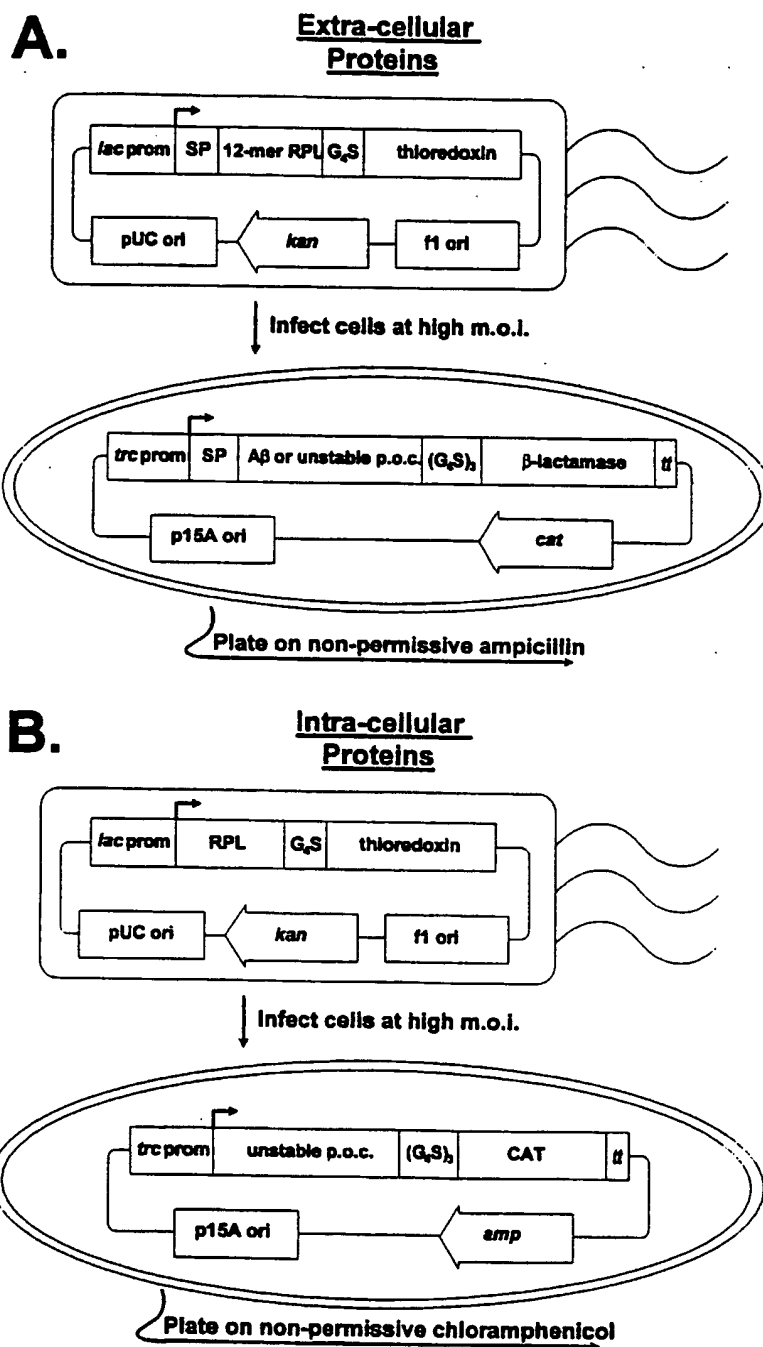 A.
Extra-cellular
Proteins
lac prom SP 12-mer RPL G₄S thioredoxin
pUC ori kan f1 ori
Infect cells at high m.o.i.
trc prom SP Aβ or unstable p.o.c. (G₄S)₃ β-lactamase tt
p15A ori cat
Plate on non-permissive ampicillin
B.
Intra-cellular
Proteins
lac prom RPL G₄S thioredoxin
pUC ori kan f1 ori
Infect cells at high m.o.i.
trc prom unstable p.o.c. (G₄S)₃ CAT tt
p15A ori amp
Plate on non-permissive chloramphenicol